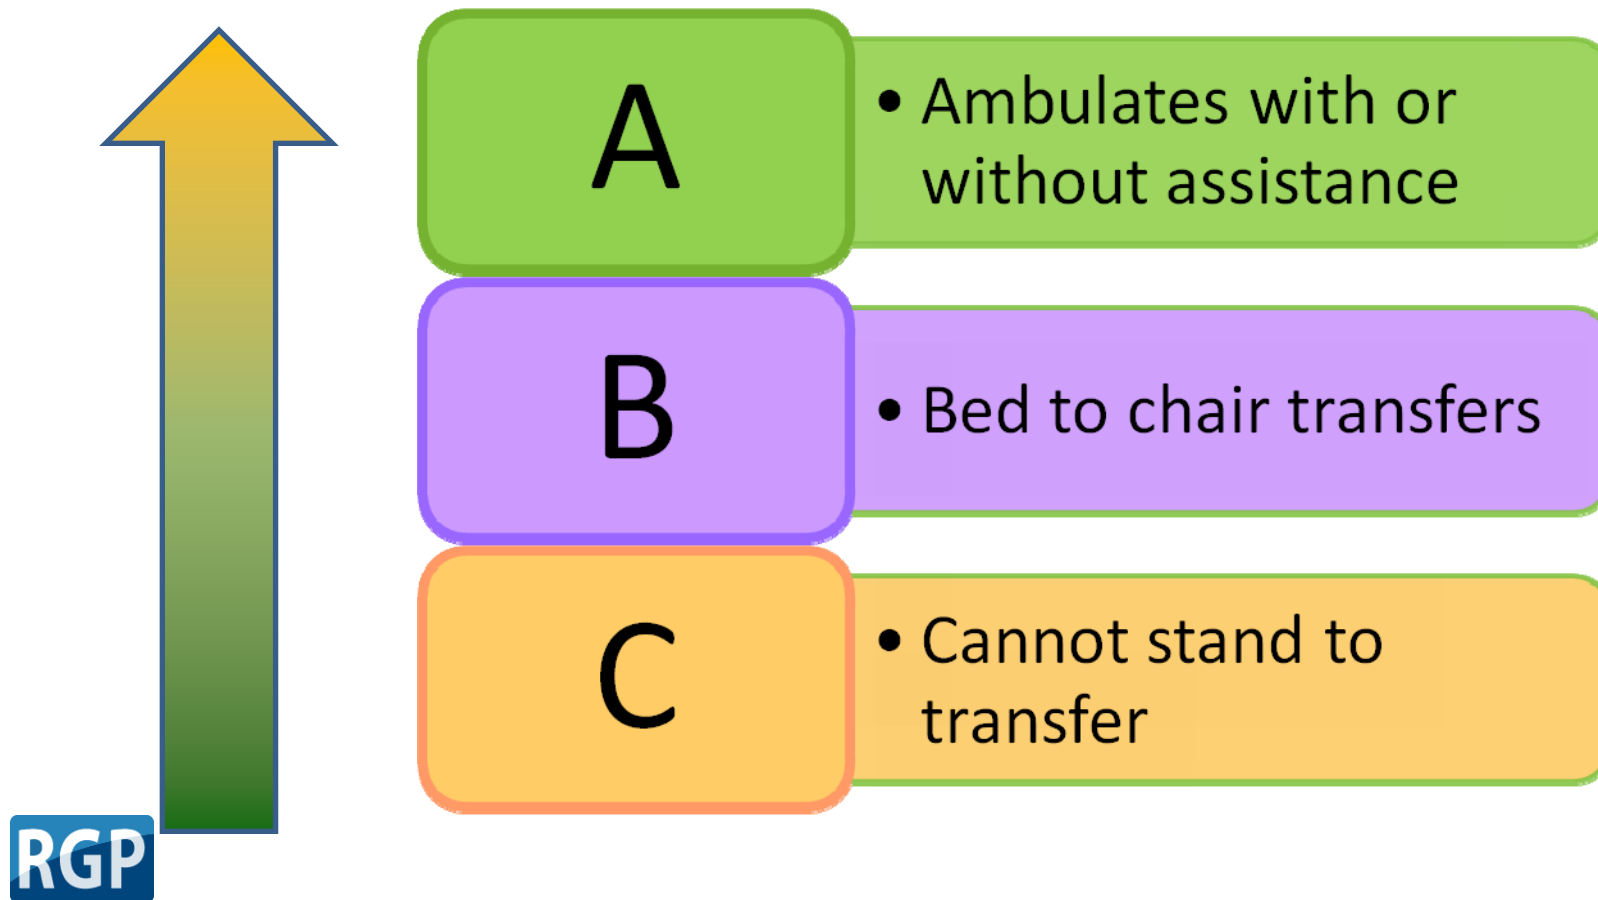 A
• Ambulates with or
without assistance
B
• Bed to chair transfers
C
• Cannot stand to
transfer
RGP